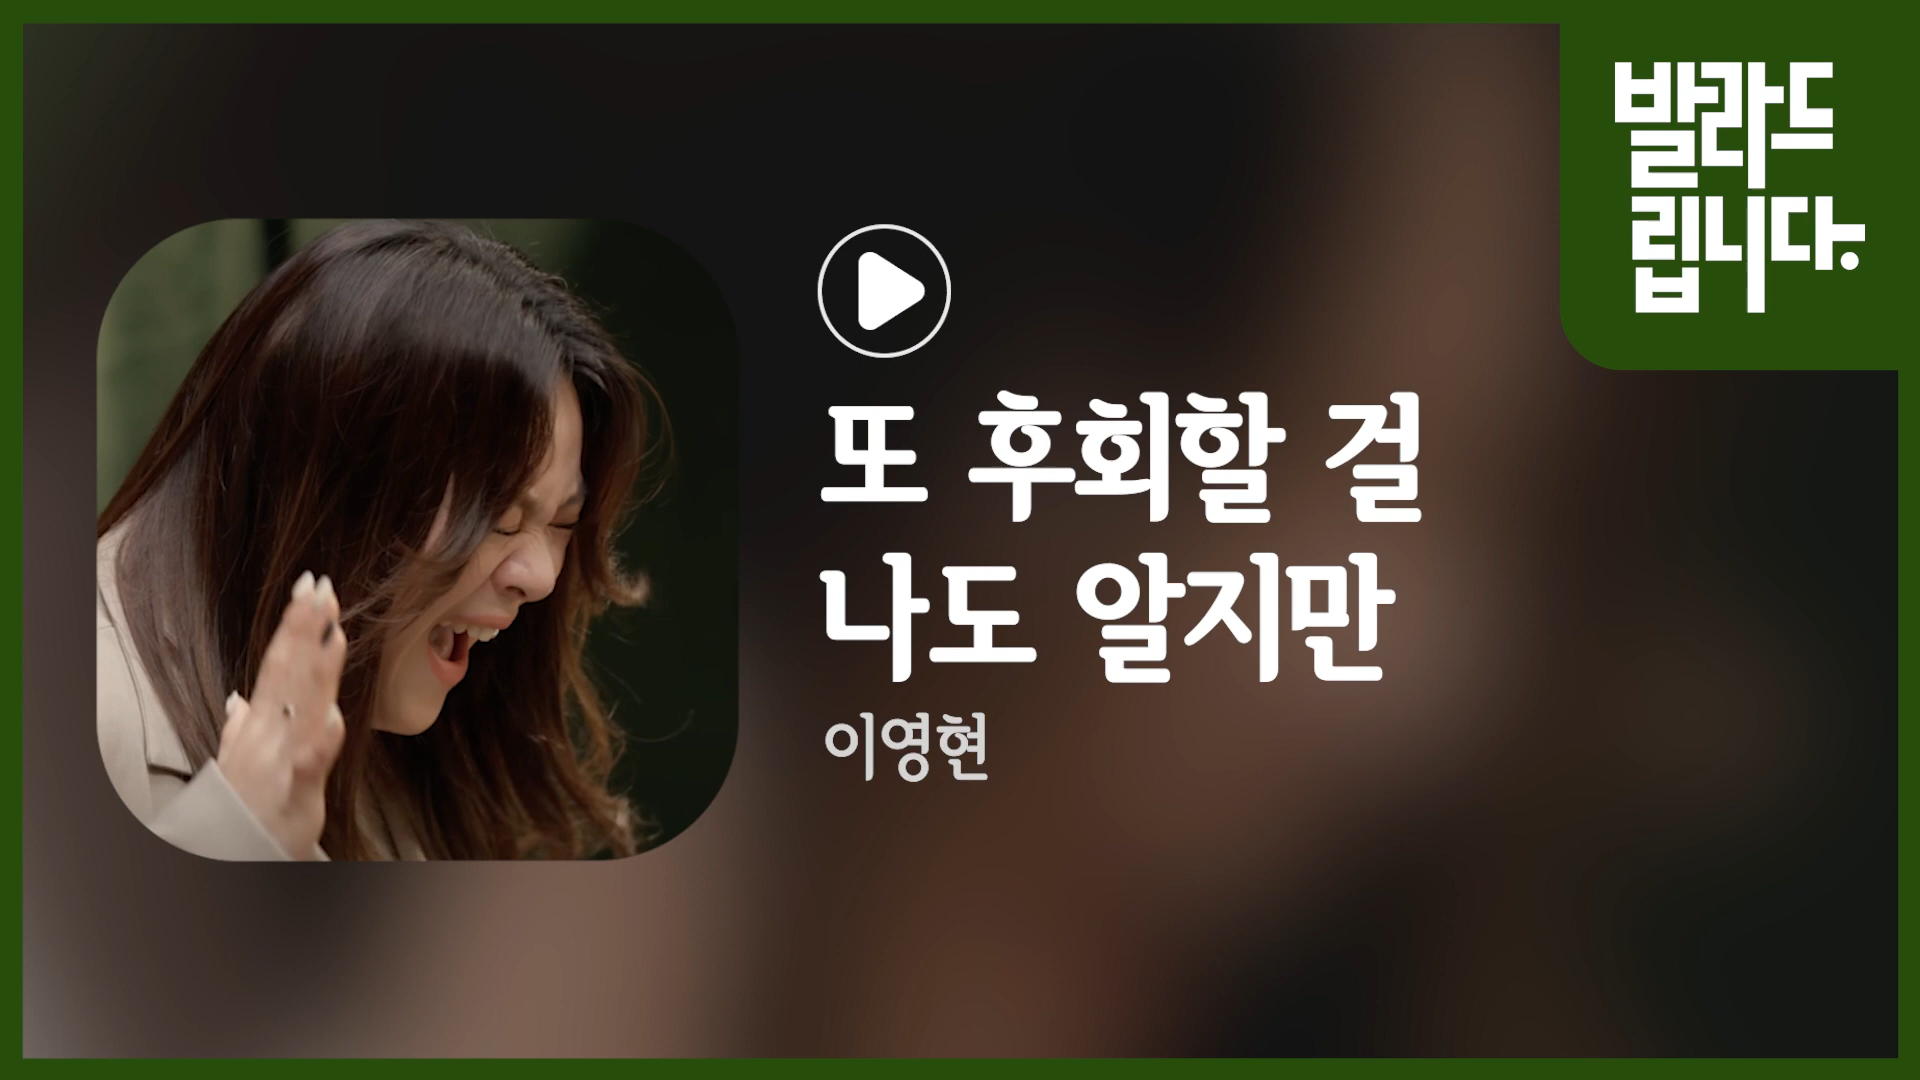 발라드
립니다.
또 후회할 걸
나도 알지만
이영현